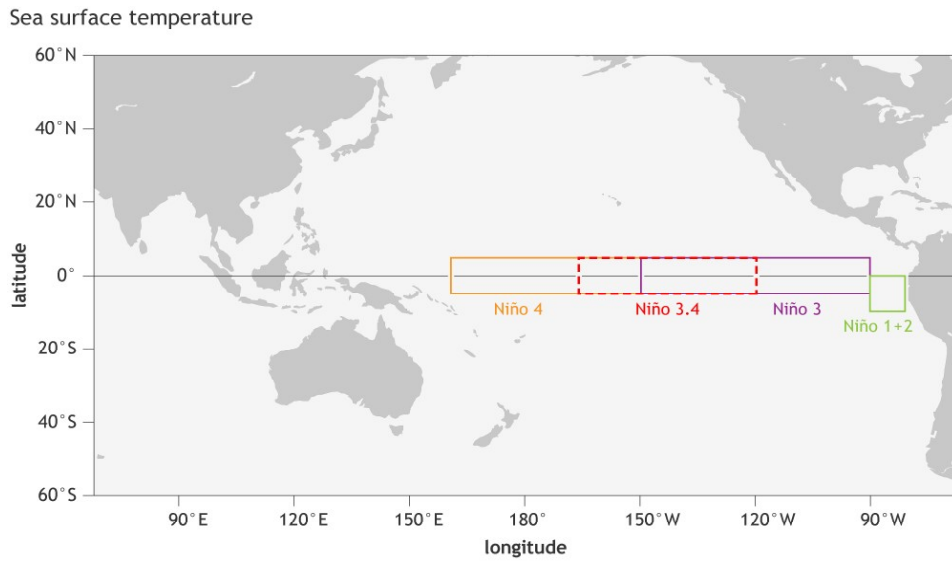 Sea surface temperature
60°N
40°N
20°N
0°
20°S
40°S
60°S
latitude
Niño 4
Niño 3.4
Niño 3
Niño 1+2
90°E
120°E
150°E
180°
150°W
120°W
90°W
longitude